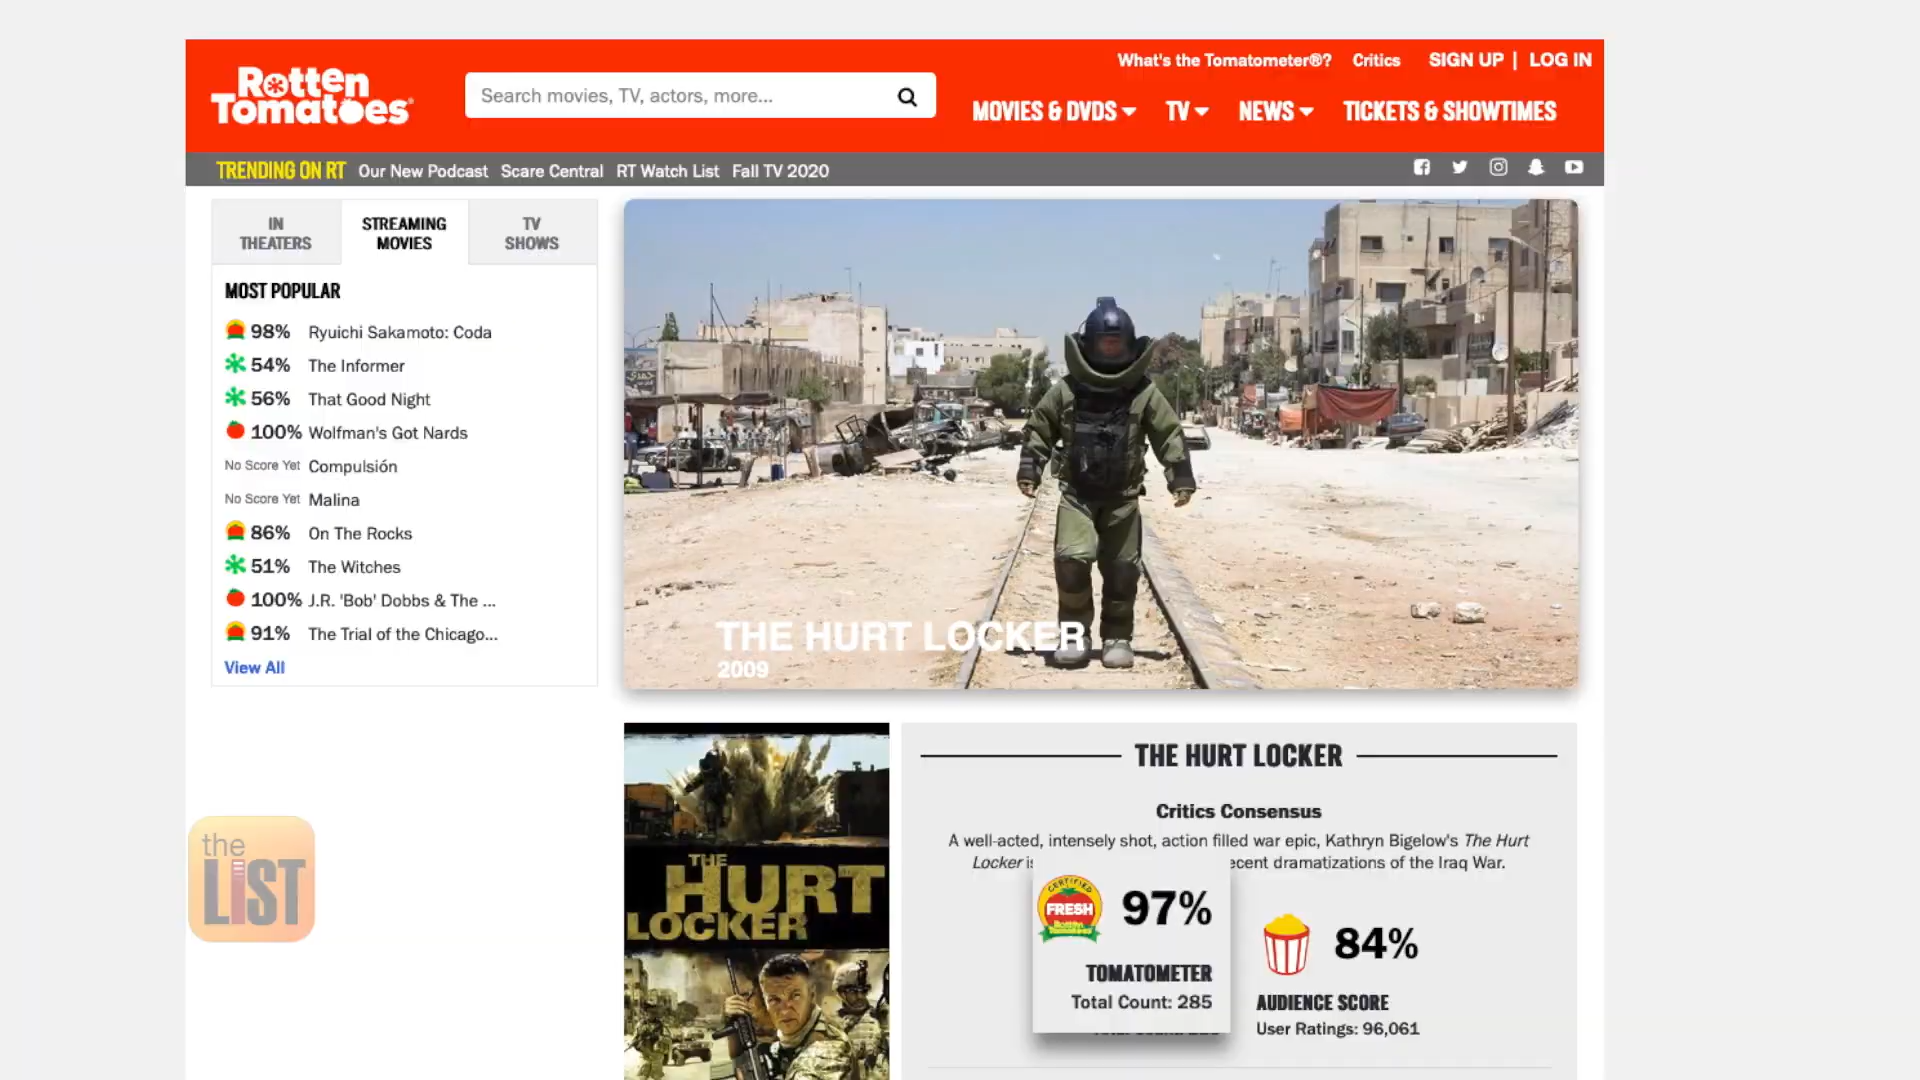 What's the Tomatometer®? Critics SIGN UP | LOG IN
Rotten
Tomatoes®
Search movies, TV, actors, more...
MOVIES & DVDS TV NEWS TICKETS & SHOWTIMES
TRENDING ON RT Our New Podcast Scare Central RT Watch List Fall TV 2020
IN
THEATERS
STREAMING
MOVIES
TV
SHOWS
MOST POPULAR
98% Ryuichi Sakamoto: Coda
54% The Informer
56% That Good Night
100% Wolfman's Got Nards
No Score Yet Compulsión
No Score Yet Malina
86% On The Rocks
51% The Witches
100% J.R. 'Bob' Dobbs & The ...
91% The Trial of the Chicago...
View All
THE HURT LOCKER
2009
the
LIST
THE
HURT
LOCKER
THE HURT LOCKER
Critics Consensus
A well-acted, intensely shot, action filled war epic, Kathryn Bigelow's The Hurt
Locker dramatizations of the Iraq War.
CERTIFIED
FRESH
Rotten
Tomatoes
97%
TOMATOMETER
Total Count: 285
84%
AUDIENCE SCORE
User Ratings: 96,061